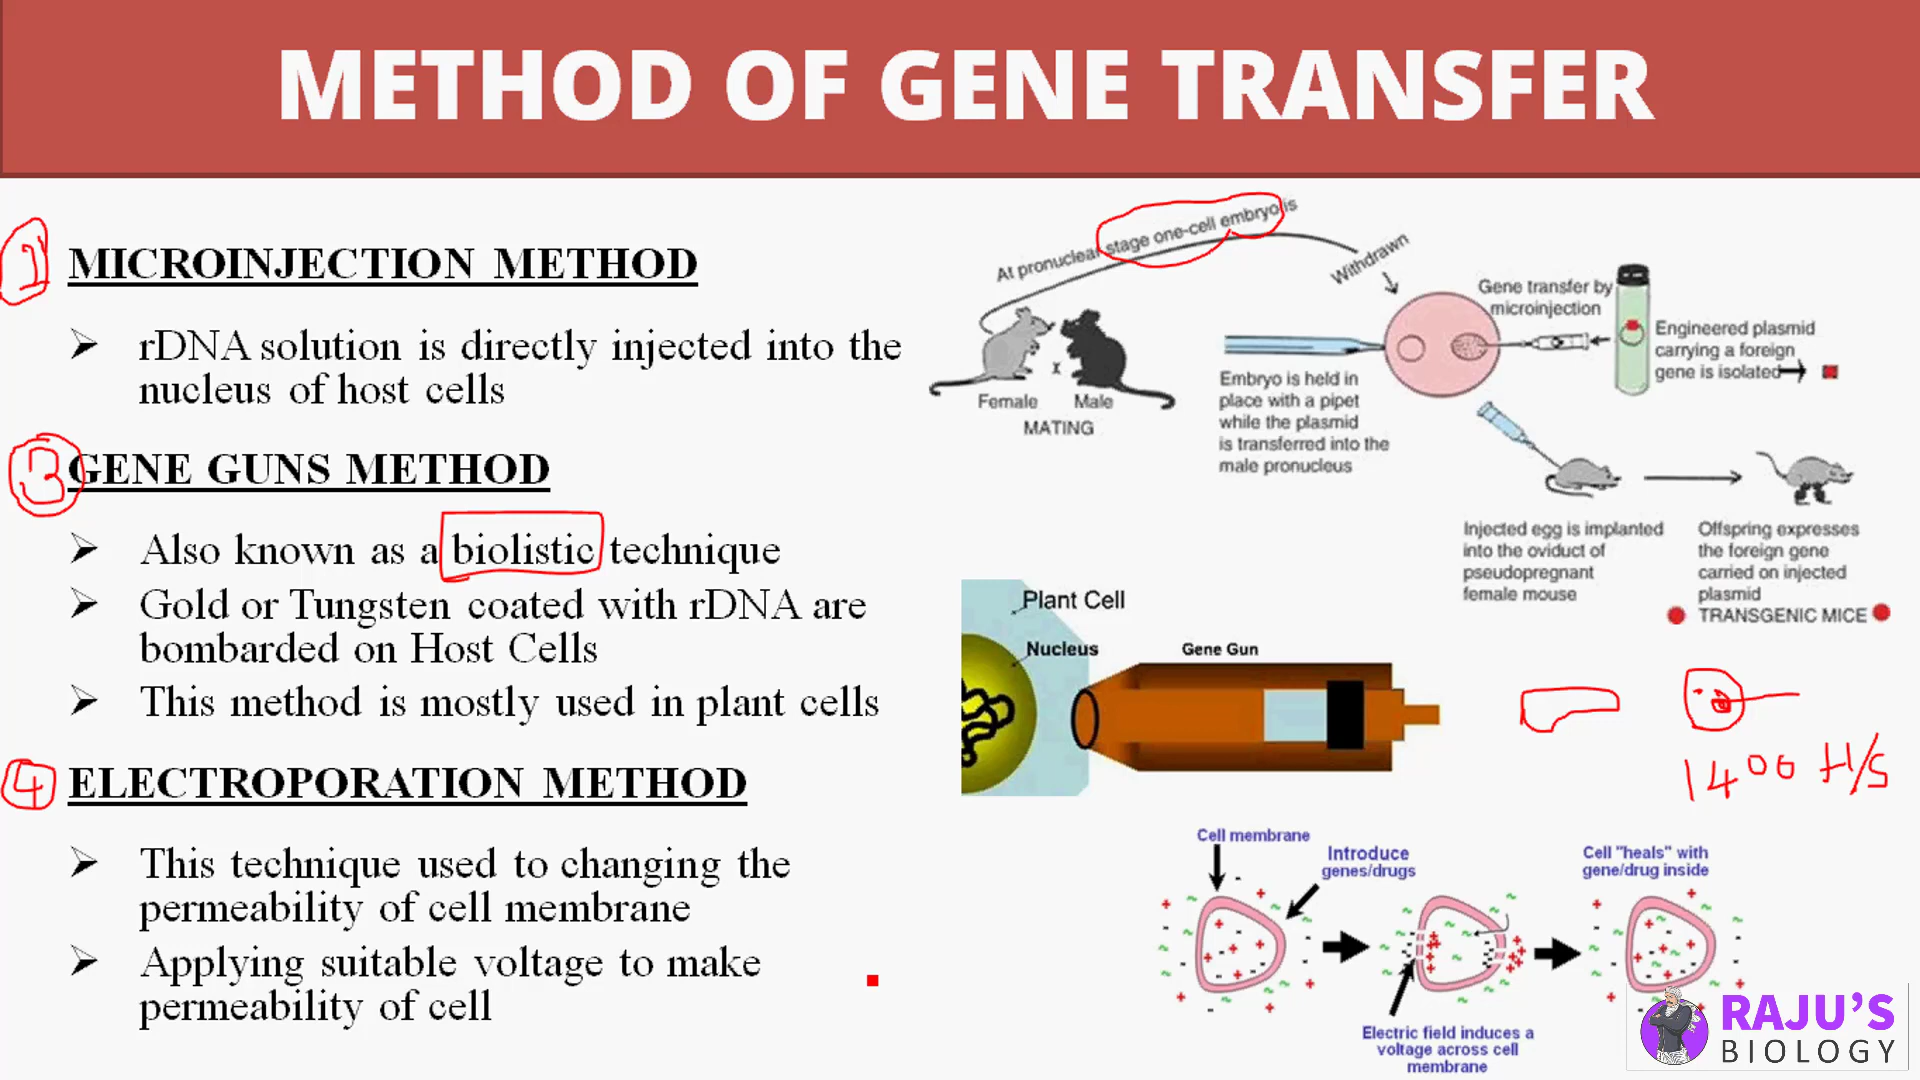 METHOD OF GENE TRANSFER
MICROINJECTION METHOD
➢ rDNA solution is directly injected into the
nucleus of host cells
3
GENE GUNS METHOD
➢ Also known as a biolistic technique
➢ Gold or Tungsten coated with rDNA are
bombarded on Host Cells
➢ This method is mostly used in plant cells
4
ELECTROPORATION METHOD
➢ This technique used to changing the
permeability of cell membrane
➢ Applying suitable voltage to make
permeability of cell
At pronuclear stage one-cell embryo is
Withdrawn
Gene transfer by
microinjection
Engineered plasmid
carrying a foreign
gene is isolated
x
Female Male
MATING
Embryo is held in
place with a pipet
while the plasmid
is transferred into the
male pronucleus
Injected egg is implanted
into the oviduct of
pseudopregnant
female mouse
Offspring expresses
the foreign gene
carried on injected
plasmid
TRANSGENIC MICE
Plant Cell
Nucleus
Gene Gun
1400 H/S
Cell membrane
Introduce
genes/drugs
Cell "heals" with
gene/drug inside
Electric field induces a
voltage across cell
membrane
RAJU'S
BIOLOGY